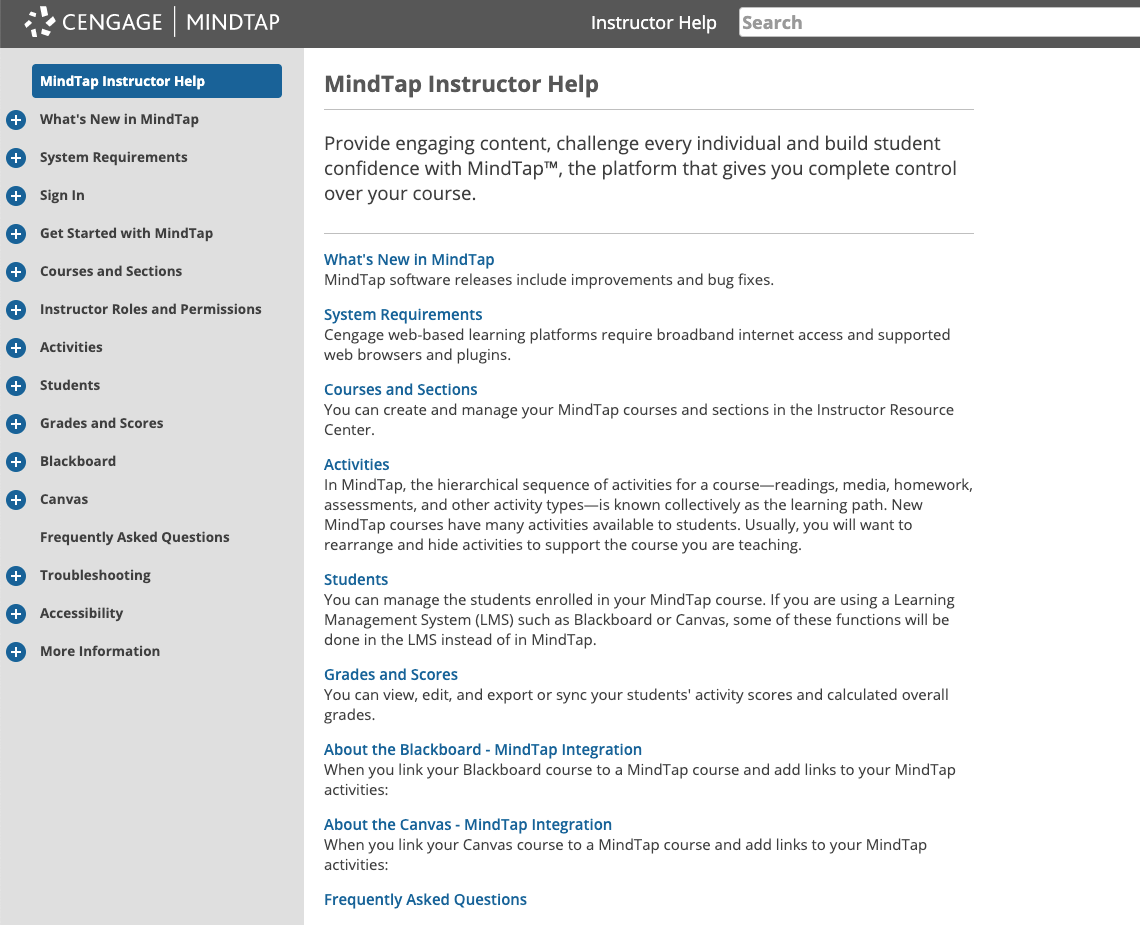 CENGAGE | MINDTAP
Instructor Help
Search
MindTap Instructor Help
What's New in MindTap
System Requirements
Sign In
Get Started with MindTap
Courses and Sections
Instructor Roles and Permissions
Activities
Students
Grades and Scores
Blackboard
Canvas
Frequently Asked Questions
Troubleshooting
Accessibility
More Information
MindTap Instructor Help
Provide engaging content, challenge every individual and build student
confidence with MindTap™, the platform that gives you complete control
over your course.
What's New in MindTap
MindTap software releases include improvements and bug fixes.
System Requirements
Cengage web-based learning platforms require broadband internet access and supported
web browsers and plugins.
Courses and Sections
You can create and manage your MindTap courses and sections in the Instructor Resource
Center.
Activities
In MindTap, the hierarchical sequence of activities for a course—readings, media, homework,
assessments, and other activity types—is known collectively as the learning path. New
MindTap courses have many activities available to students. Usually, you will want to
rearrange and hide activities to support the course you are teaching.
Students
You can manage the students enrolled in your MindTap course. If you are using a Learning
Management System (LMS) such as Blackboard or Canvas, some of these functions will be
done in the LMS instead of in MindTap.
Grades and Scores
You can view, edit, and export or sync your students' activity scores and calculated overall
grades.
About the Blackboard - MindTap Integration
When you link your Blackboard course to a MindTap course and add links to your MindTap
activities:
About the Canvas - MindTap Integration
When you link your Canvas course to a MindTap course and add links to your MindTap
activities:
Frequently Asked Questions